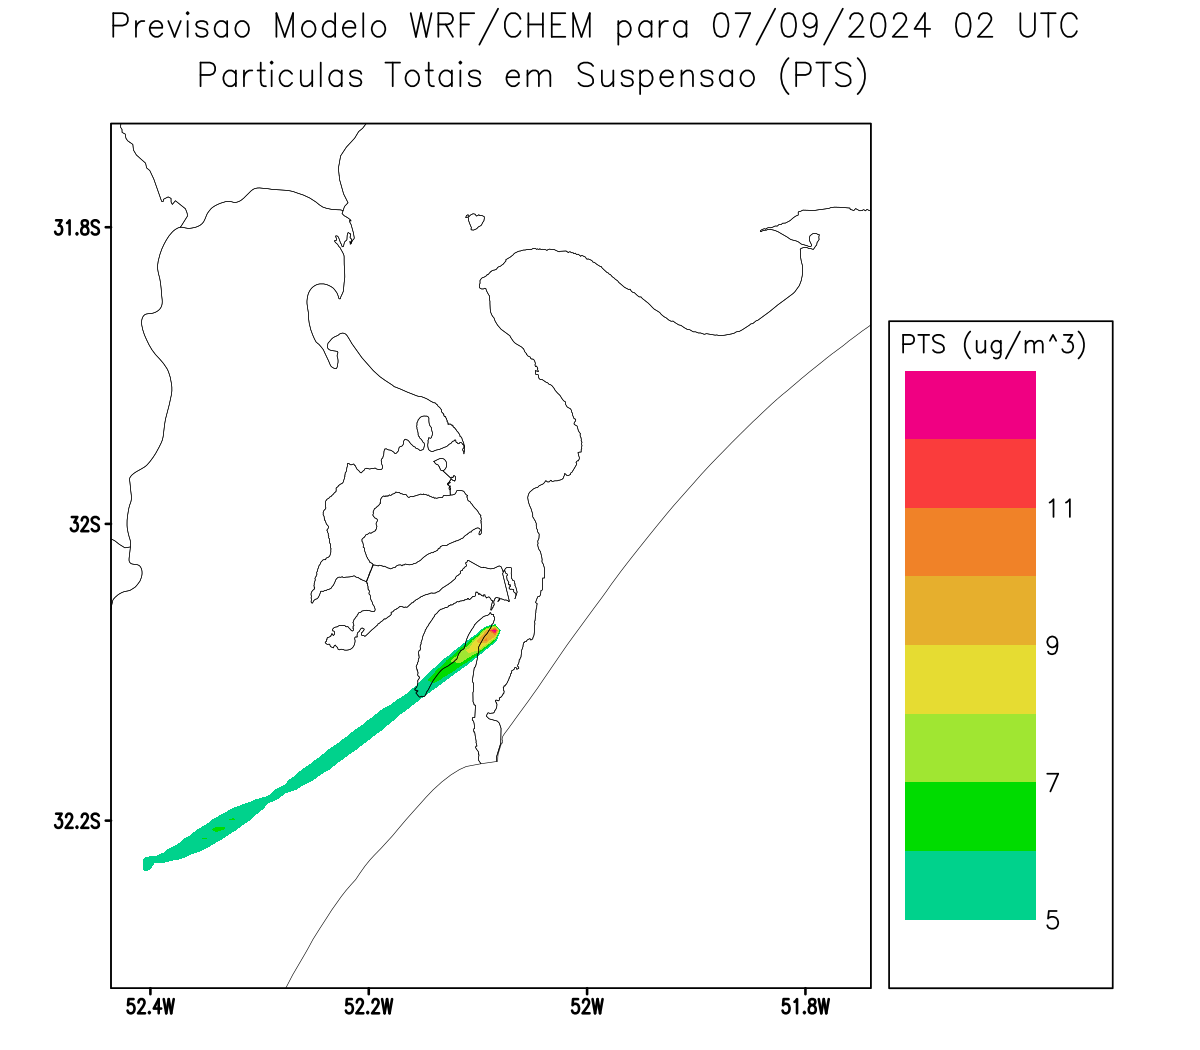 Previsao Modelo WRF/CHEM para 07/09/2024 02 UTC
Particulas Totais em Suspensao (PTS)
31.8S
32S
32.2S
52.4W
52.2W
52W
51.8W
PTS (ug/m^3)
11
9
7
5